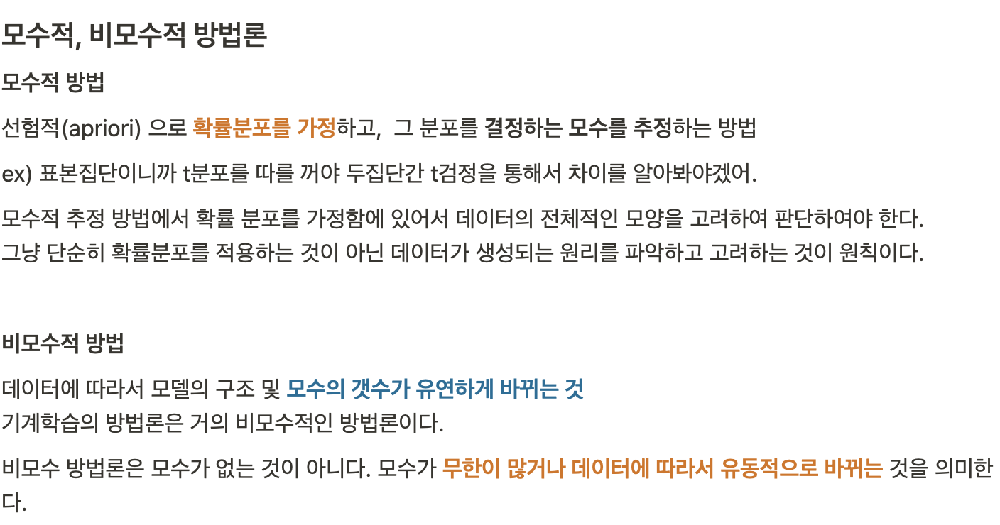 모수적, 비모수적 방법론
모수적 방법
선험적(apriori) 으로 확률분포를 가정하고, 그 분포를 결정하는 모수를 추정하는 방법
ex) 표본집단이니까 t분포를 따를 꺼야 두집단간 t검정을 통해서 차이를 알아봐야겠어.
모수적 추정 방법에서 확률 분포를 가정함에 있어서 데이터의 전체적인 모양을 고려하여 판단하여야 한다.
그냥 단순히 확률분포를 적용하는 것이 아닌 데이터가 생성되는 원리를 파악하고 고려하는 것이 원칙이다.
비모수적 방법
데이터에 따라서 모델의 구조 및 모수의 갯수가 유연하게 바뀌는 것
기계학습의 방법론은 거의 비모수적인 방법론이다.
비모수 방법론은 모수가 없는 것이 아니다. 모수가 무한이 많거나 데이터에 따라서 유동적으로 바뀌는 것을 의미한
다.